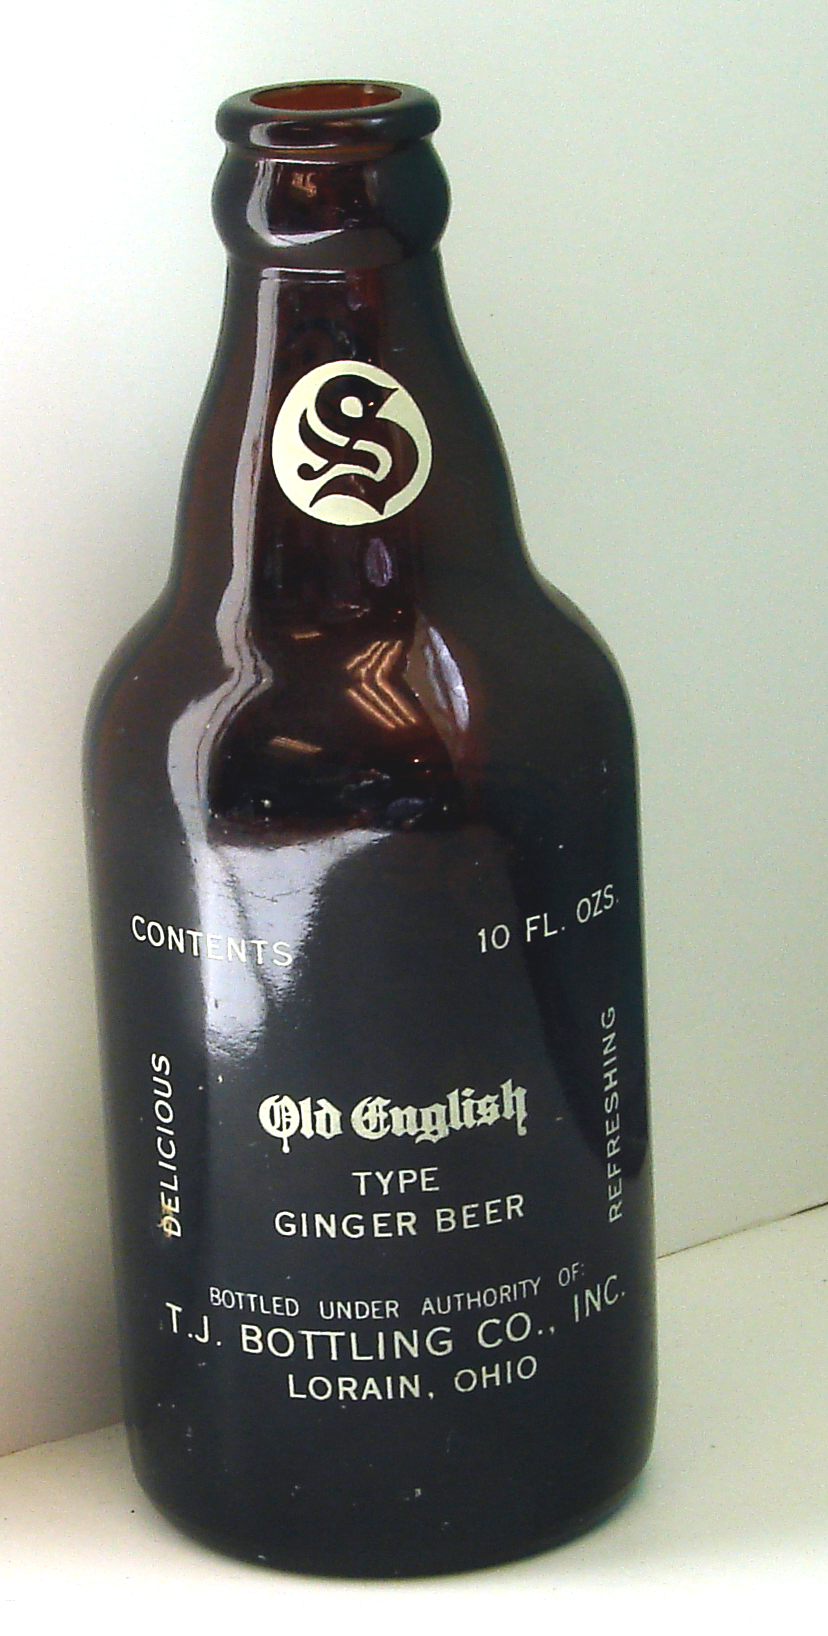 S
CONTENTS 10 FL. OZS.
DELICIOUS
Old English
TYPE
GINGER BEER
REFRESHING
BOTTLED UNDER AUTHORITY OF:
T.J. BOTTLING CO., INC.
LORAIN, OHIO